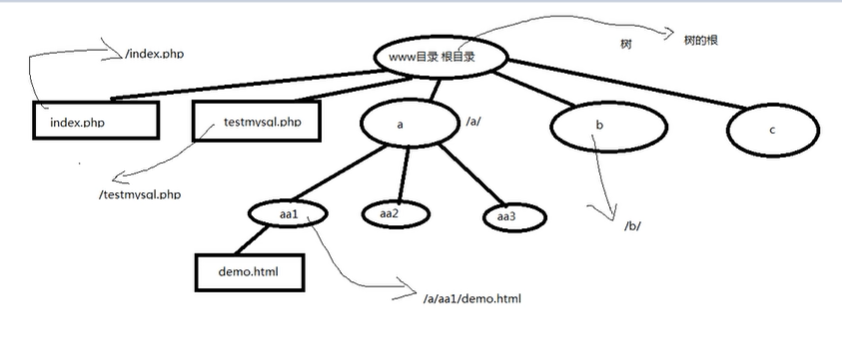 www目录 根目录
树
树的根
/index.php
index.php
testmysql.php
a
/a/
b
c
/testmysql.php
aa1
aa2
aa3
/b/
demo.html
/a/aa1/demo.html